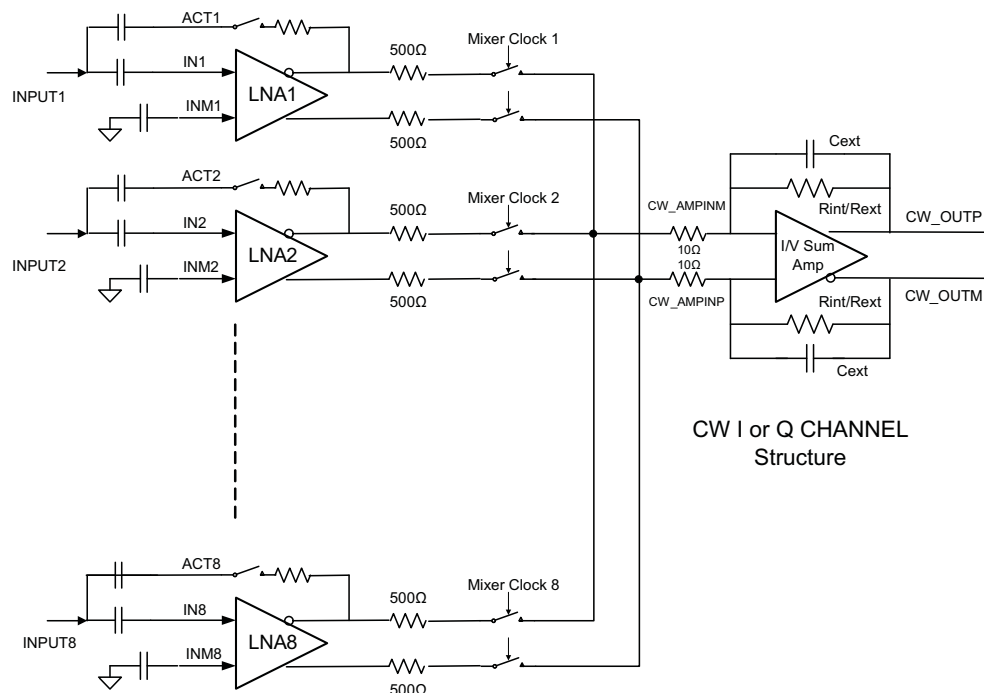 ACT1
500Ω
Mixer Clock 1
INPUT1
IN1
LNA1
INM1
500Ω
ACT2
500Ω
Mixer Clock 2
INPUT2
IN2
LNA2
INM2
500Ω
Cext
Rint/Rext
CW_AMPINM
10Ω
10Ω
CW_AMPINP
I/V Sum
Amp
CW_OUTP
CW_OUTM
Rint/Rext
Cext
CW I or Q CHANNEL
Structure
ACT8
500Ω
Mixer Clock 8
INPUT8
IN8
LNA8
INM8
500Ω